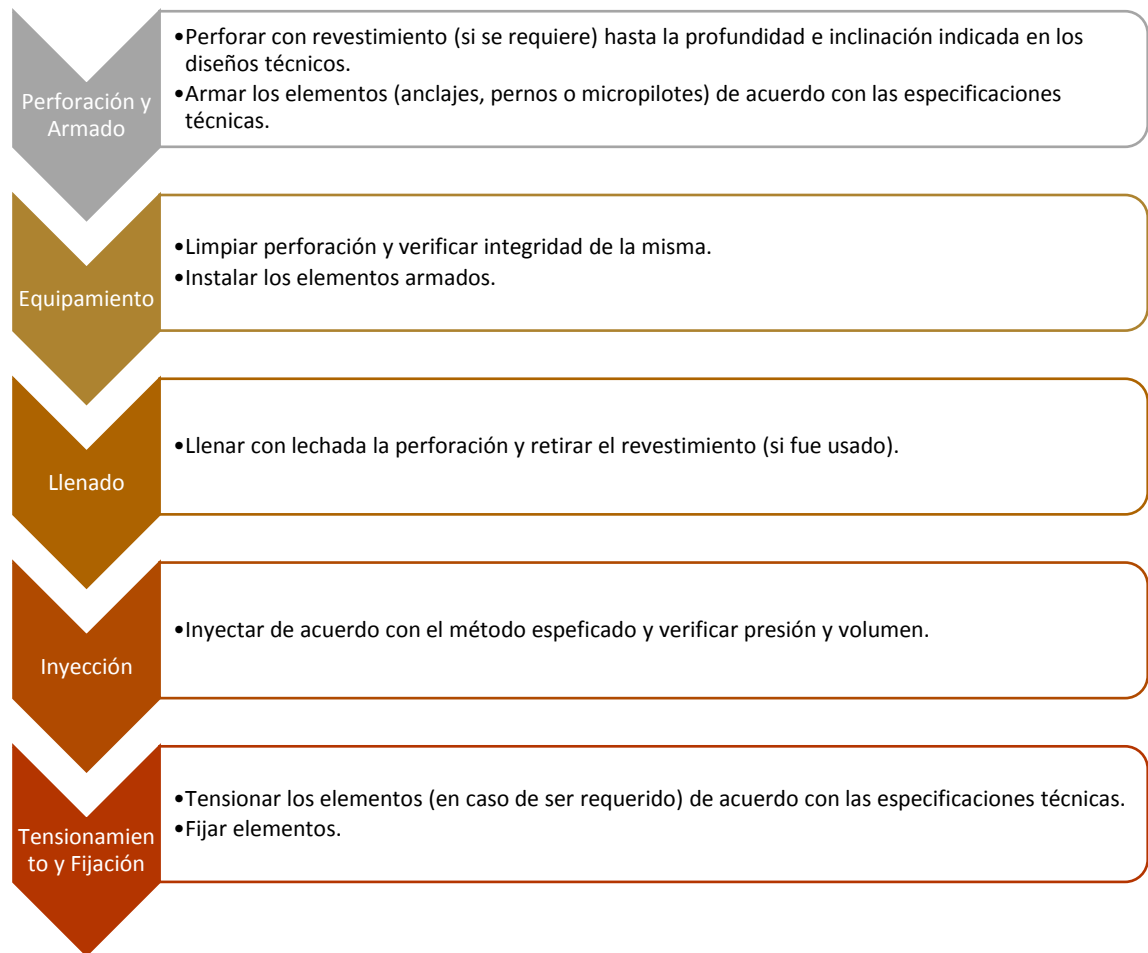 Perforación y
Armado
•Perforar con revestimiento (si se requiere) hasta la profundidad e inclinación indicada en los
diseños técnicos.
•Armar los elementos (anclajes, pernos o micropilotes) de acuerdo con las especificaciones
técnicas.
Equipamiento
•Limpiar perforación y verificar integridad de la misma.
•Instalar los elementos armados.
Llenado
•Llenar con lechada la perforación y retirar el revestimiento (si fue usado).
Inyección
•Inyectar de acuerdo con el método espeficado y verificar presión y volumen.
Tensionamien
to y Fijación
•Tensionar los elementos (en caso de ser requerido) de acuerdo con las especificaciones técnicas.
•Fijar elementos.